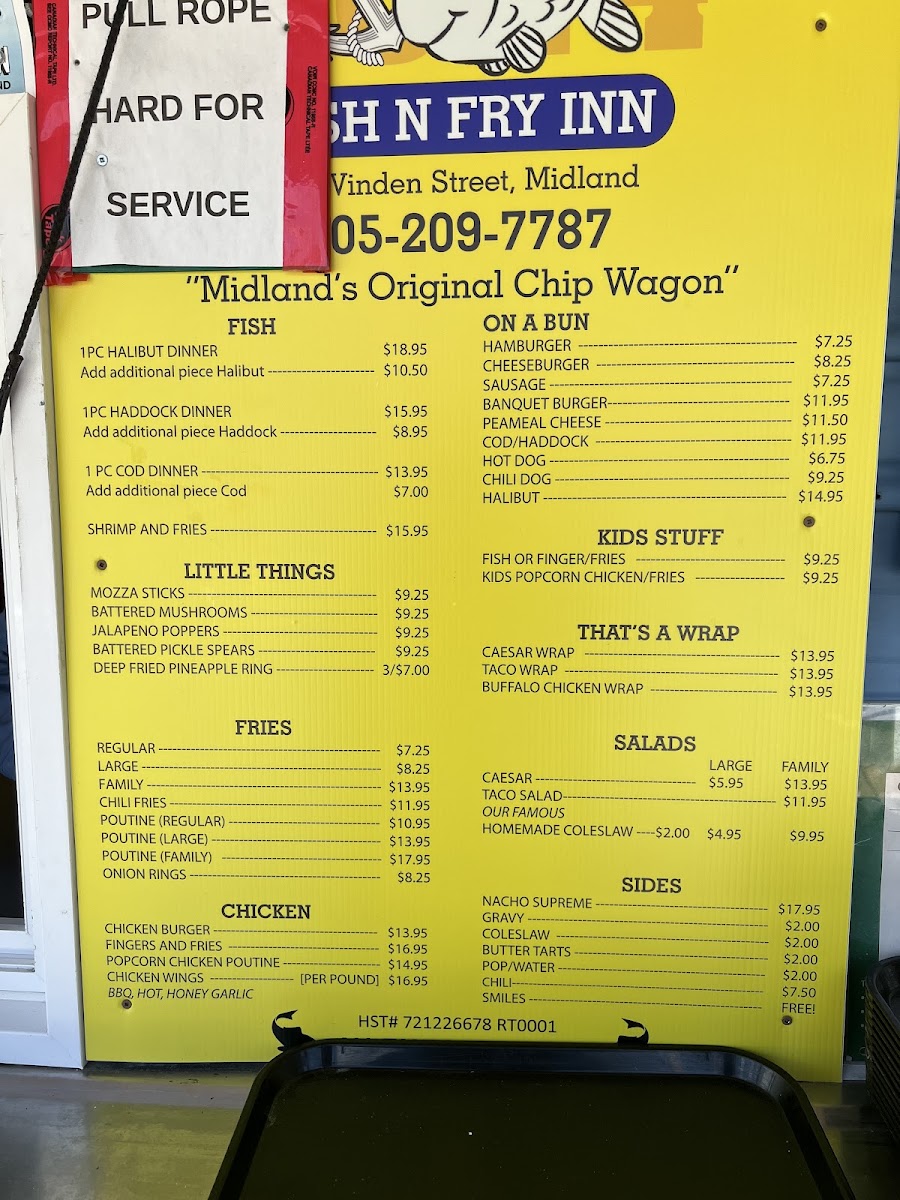 PULL ROPE
HARD FOR
SERVICE
SH N FRY INN
Vinden Street, Midland
05-209-7787
"Midland's Original Chip Wagon"
FISH
1PC HALIBUT DINNER $18.95
Add additional piece Halibut ---------------------- $10.50
1PC HADDOCK DINNER $15.95
Add additional piece Haddock ------------------- $8.95
1 PC COD DINNER ----------------------------------- $13.95
Add additional piece Cod $7.00
SHRIMP AND FRIES --------------------------------- $15.95
LITTLE THINGS
MOZZA STICKS -------------------------------------- $9.25
BATTERED MUSHROOMS ------------------------- $9.25
JALAPENO POPPERS ------------------------------- $9.25
BATTERED PICKLE SPEARS ------------------------ $9.25
DEEP FRIED PINEAPPLE RING ------------------- 3/$7.00
FRIES
REGULAR -------------------------------------------- $7.25
LARGE ----------------------------------------------- $8.25
FAMILY ---------------------------------------------- $13.95
CHILI FRIES ------------------------------------------ $11.95
POUTINE (REGULAR) ------------------------------ $10.95
POUTINE (LARGE) ---------------------------------- $13.95
POUTINE (FAMILY) -------------------------------- $17.95
ONION RINGS -------------------------------------- $8.25
CHICKEN
CHICKEN BURGER --------------------------------- $13.95
FINGERS AND FRIES ------------------------------ $16.95
POPCORN CHICKEN POUTINE ------------------- $14.95
CHICKEN WINGS ---------------- [PER POUND] $16.95
BBQ, HOT, HONEY GARLIC
ON A BUN
HAMBURGER ------------------------------------------- $7.25
CHEESEBURGER -------------------------------------- $8.25
SAUSAGE ----------------------------------------------- $7.25
BANQUET BURGER----------------------------------- $11.95
PEAMEAL CHEESE ------------------------------------ $11.50
COD/HADDOCK -------------------------------------- $11.95
HOT DOG ----------------------------------------------- $6.75
CHILI DOG ---------------------------------------------- $9.25
HALIBUT ------------------------------------------------ $14.95
KIDS STUFF
FISH OR FINGER/FRIES ----------------------------- $9.25
KIDS POPCORN CHICKEN/FRIES ----------------- $9.25
THAT'S A WRAP
CAESAR WRAP -------------------------------------- $13.95
TACO WRAP ---------------------------------------- $13.95
BUFFALO CHICKEN WRAP ------------------------ $13.95
SALADS
LARGE FAMILY
CAESAR ------------------------------- $5.95 $13.95
TACO SALAD----------------------------------------- $11.95
OUR FAMOUS
HOMEMADE COLESLAW ----$2.00 $4.95 $9.95
SIDES
NACHO SUPREME --------------------------------- $17.95
GRAVY ---------------------------------------------- $2.00
COLESLAW ----------------------------------------- $2.00
BUTTER TARTS ------------------------------------- $2.00
POP/WATER ---------------------------------------- $2.00
CHILI------------------------------------------------- $7.50
SMILES ---------------------------------------------- FREE!
HST# 721226678 RT0001